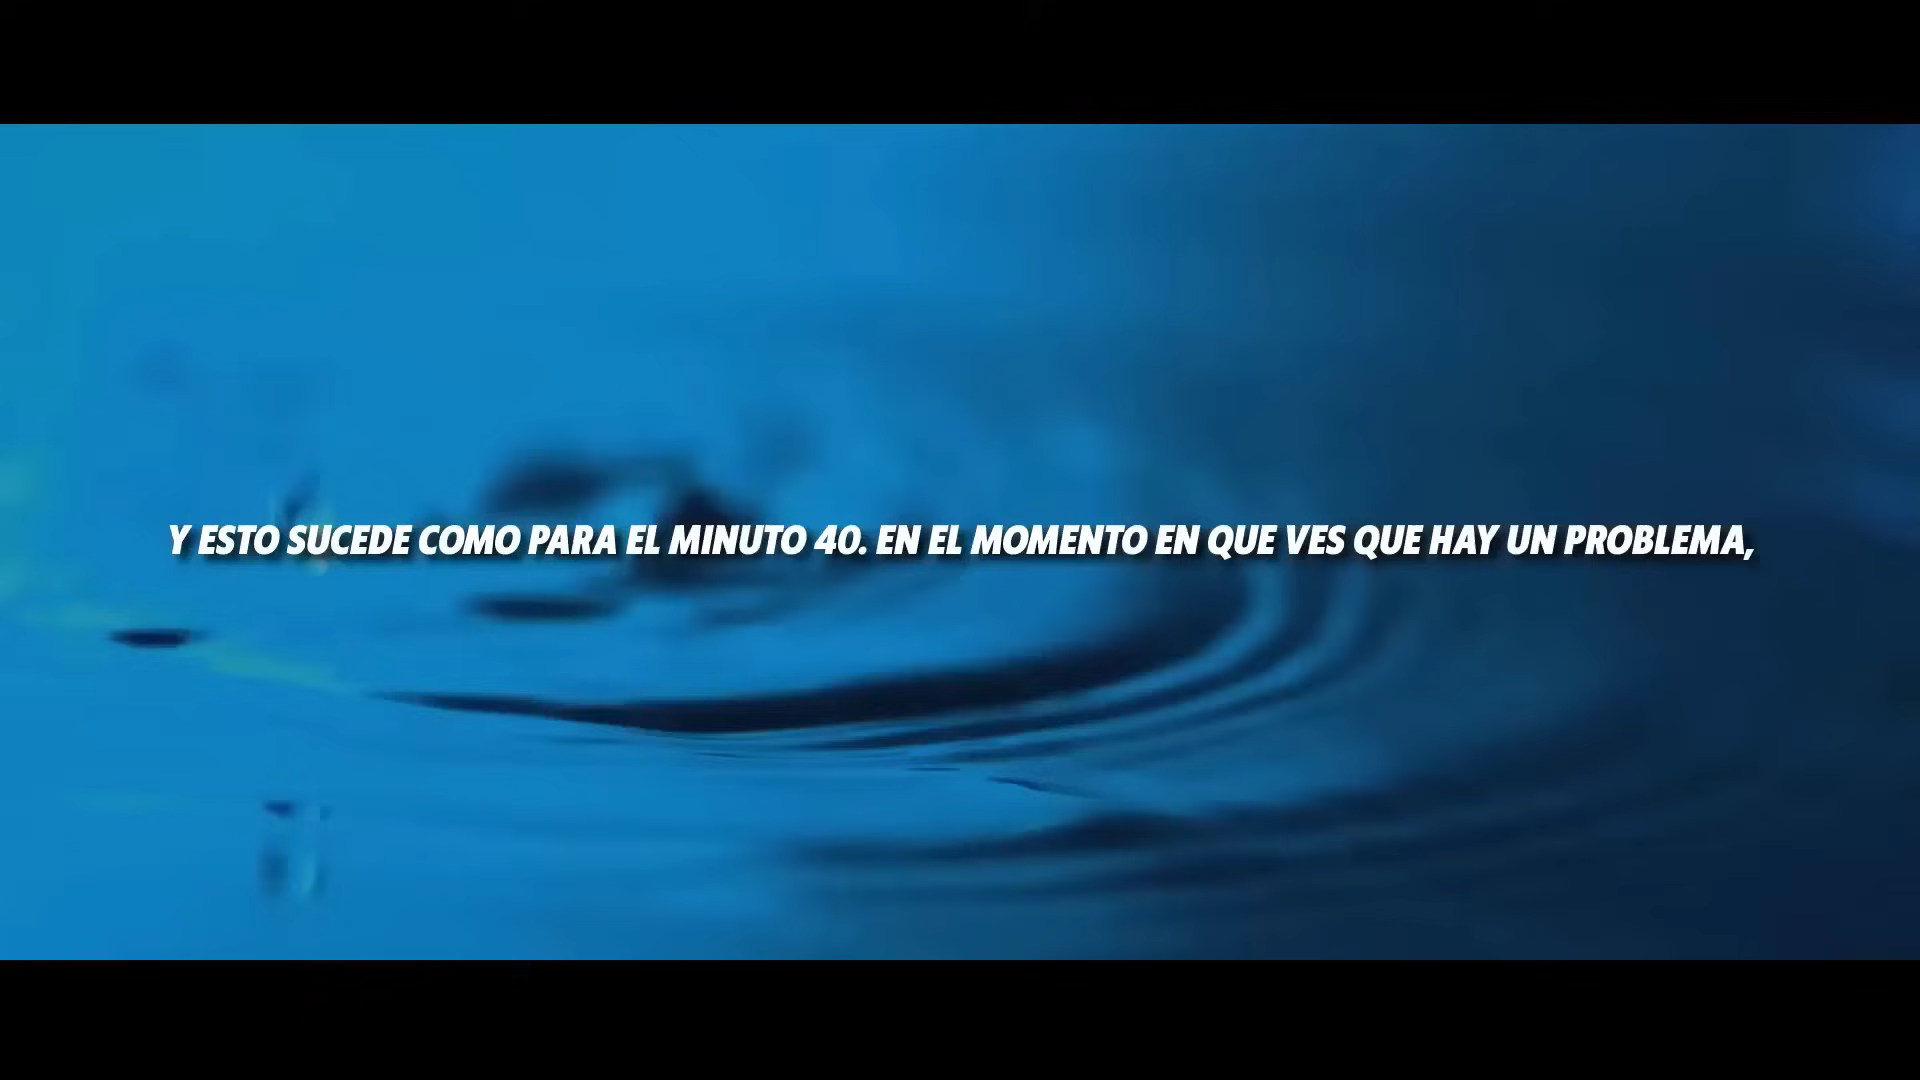 Y ESTO SUCEDE COMO PARA EL MINUTO 40. EN EL MOMENTO EN QUE VES QUE HAY UN PROBLEMA,